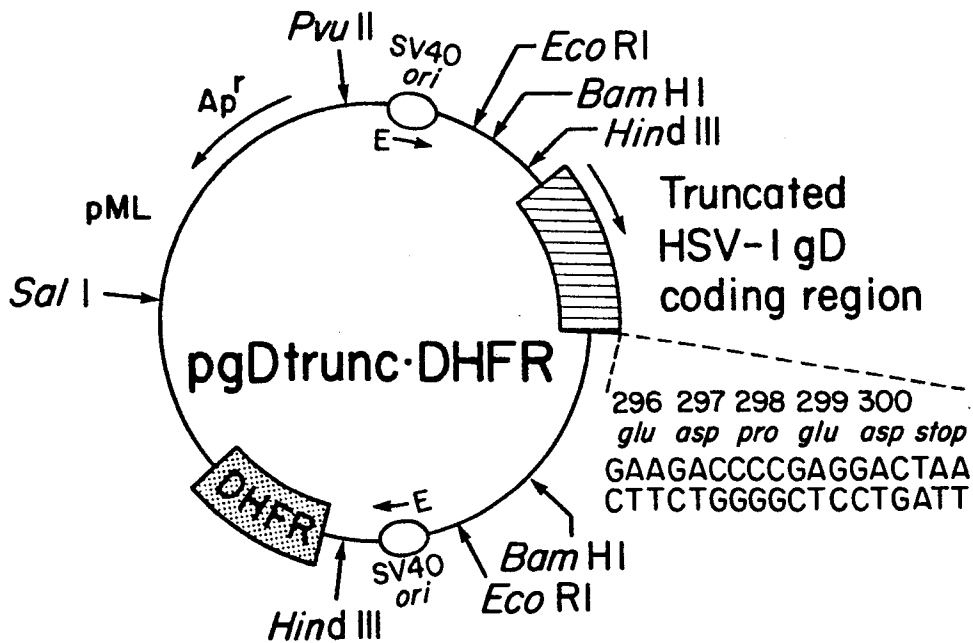 Pvu II
SV40
ori
Eco RI
Bam HI
Hind III
Ap^r
E
pML
Truncated
HSV-I gD
coding region
Sal I
pgDtrunc·DHFR
296 297 298 299 300
glu asp pro glu asp stop
GAAGACCCCGAGGACTAA
CTTCTGGGGCTCCTGATT
DHFR
E
SV40
ori
Bam HI
Eco RI
Hind III